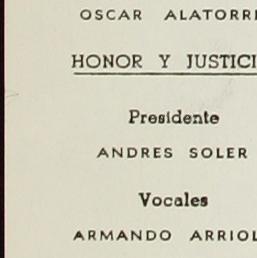 OSCAR ALATORR
HONOR Y JUSTICI
Presidente
ANDRES SOLER
Vocales
ARMANDO ARRIOL